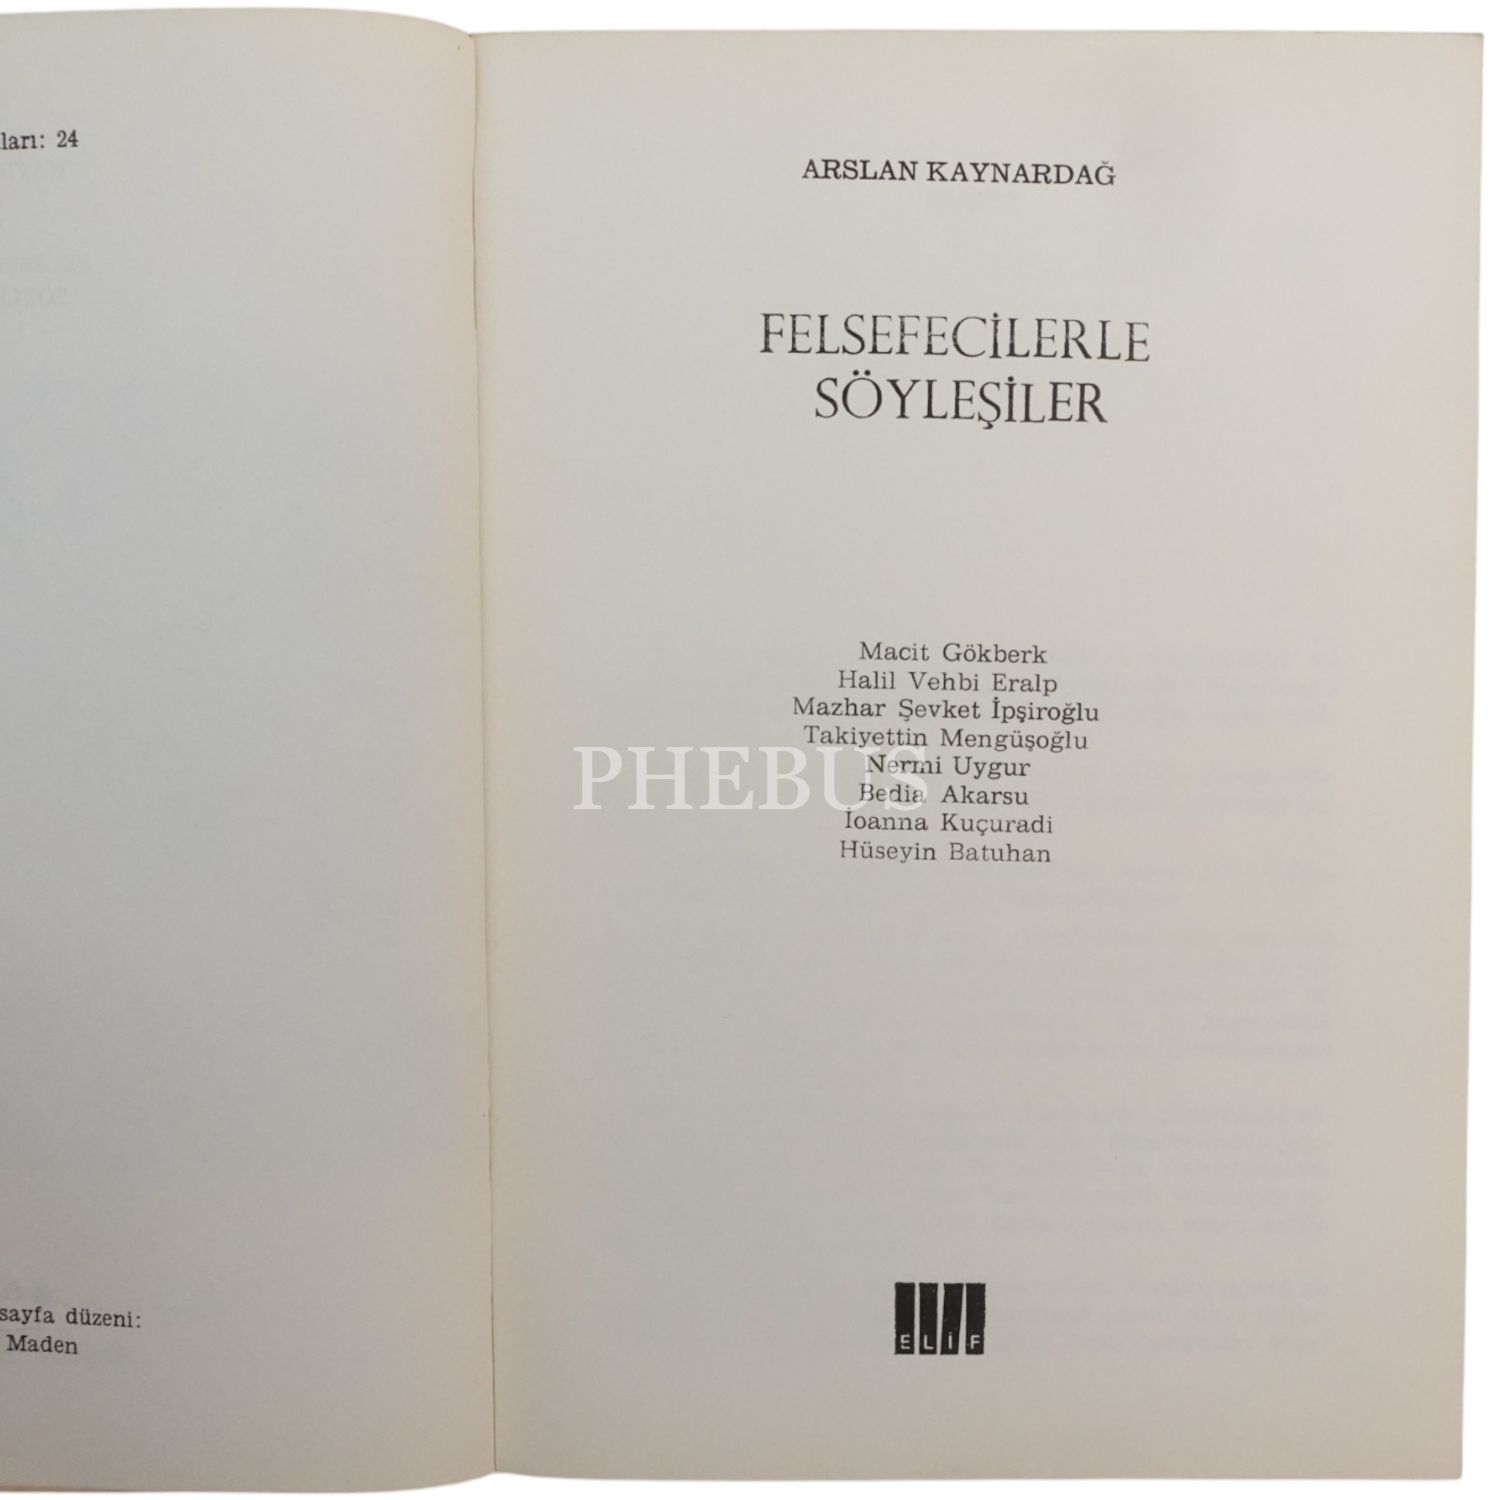 ları: 24
sayfa düzeni:
Maden
ARSLAN KAYNARDAĞ
FELSEFECİLERLE
SÖYLEŞİLER
Macit Gökberk
Halil Vehbi Eralp
Mazhar Şevket İpşiroğlu
Takiyettin Mengüşoğlu
Nermi Uygur
Bedia Akarsu
İoanna Kuçuradi
Hüseyin Batuhan
PHEBUS
ELİF